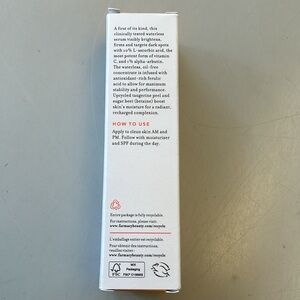 A first of its kind, this
clinically tested waterless
serum visibly brightens,
firms and targets dark spots
with 10% L-ascorbic acid, the
most potent form of vitamin
C, and 1% alpha-arbutin.
The waterless, oil-free
concentrate is infused with
antioxidant-rich ferulic
acid to allow for maximum
stability and performance.
Upcycled tangerine peel and
sugar beet (betaine) boost
skin's moisture for a radiant,
recharged complexion.
HOW TO USE
Apply to clean skin AM and
PM. Follow with moisturizer
and SPF during the day.
Entire package is fully recyclable.
For instructions, please visit:
www.farmacybeauty.com/recycle
L'emballage entier est recyclable.
Pour obtenir des instructions,
veuillez visiter:
www.farmacybeauty.com/recycle
FSC
MIX
Packaging